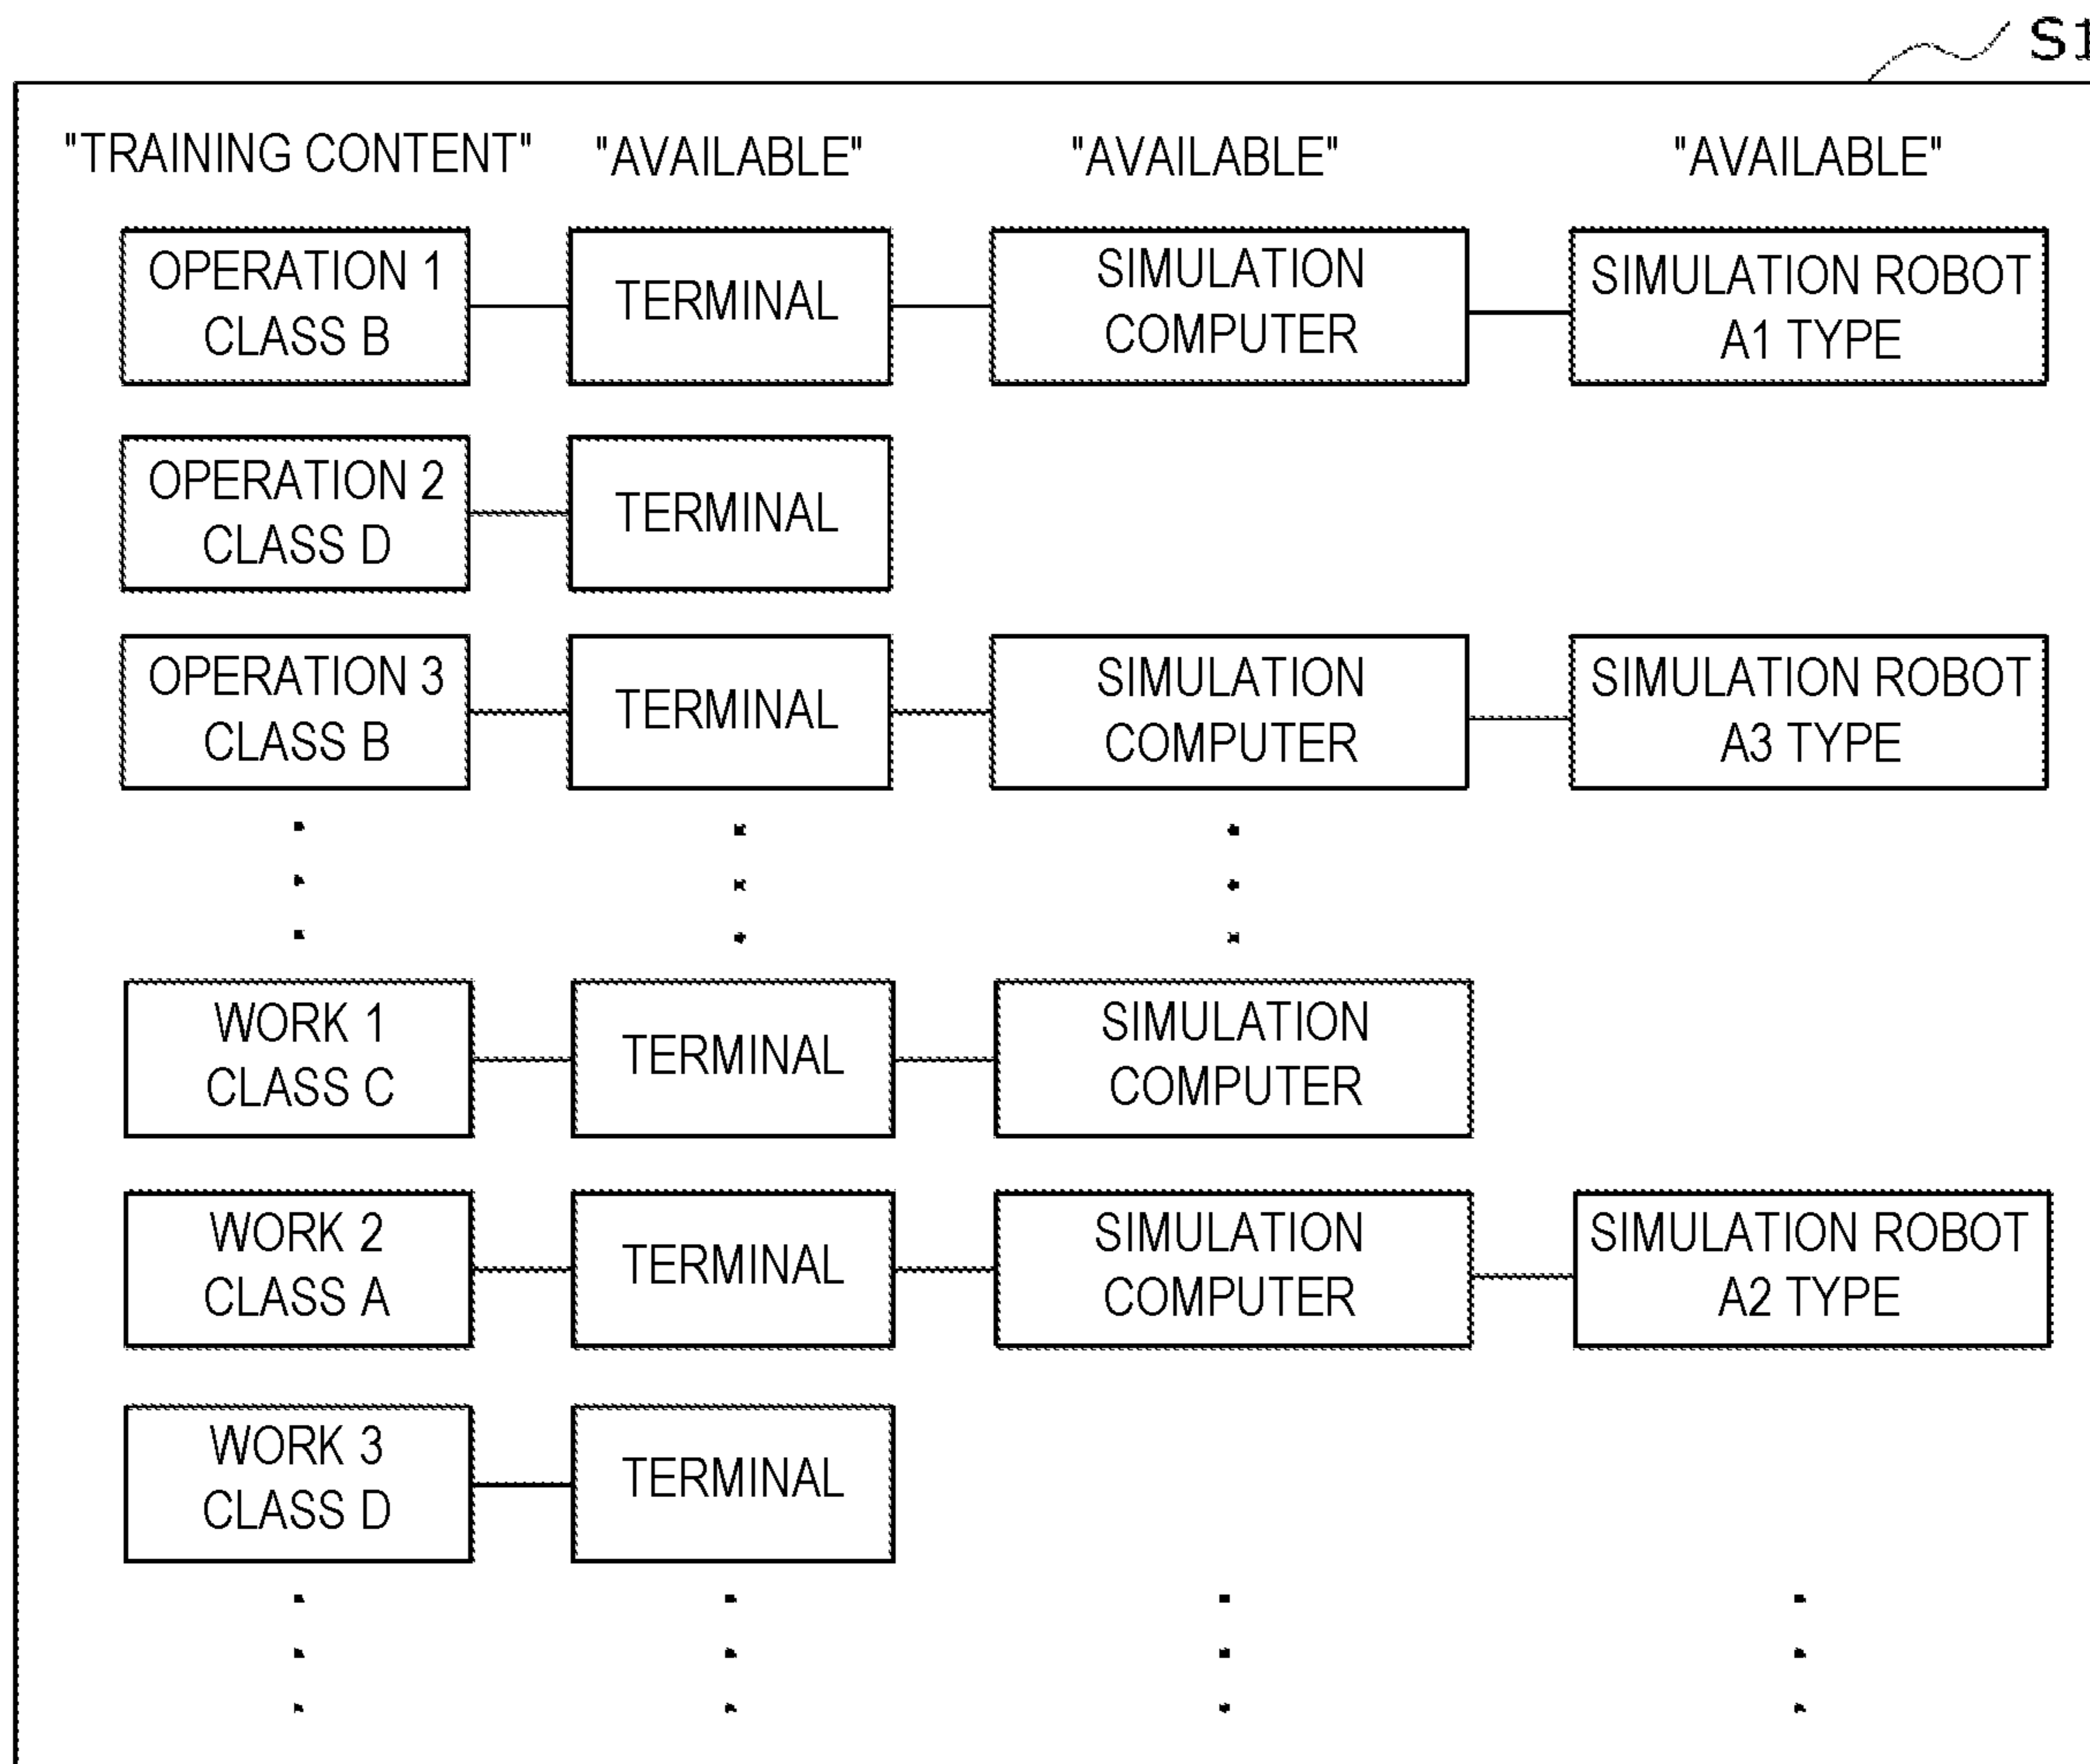 S1
"TRAINING CONTENT" "AVAILABLE" "AVAILABLE" "AVAILABLE"
OPERATION 1
CLASS B
TERMINAL
SIMULATION
COMPUTER
SIMULATION ROBOT
A1 TYPE
OPERATION 2
CLASS D
TERMINAL
OPERATION 3
CLASS B
TERMINAL
SIMULATION
COMPUTER
SIMULATION ROBOT
A3 TYPE
WORK 1
CLASS C
TERMINAL
SIMULATION
COMPUTER
WORK 2
CLASS A
TERMINAL
SIMULATION
COMPUTER
SIMULATION ROBOT
A2 TYPE
WORK 3
CLASS D
TERMINAL